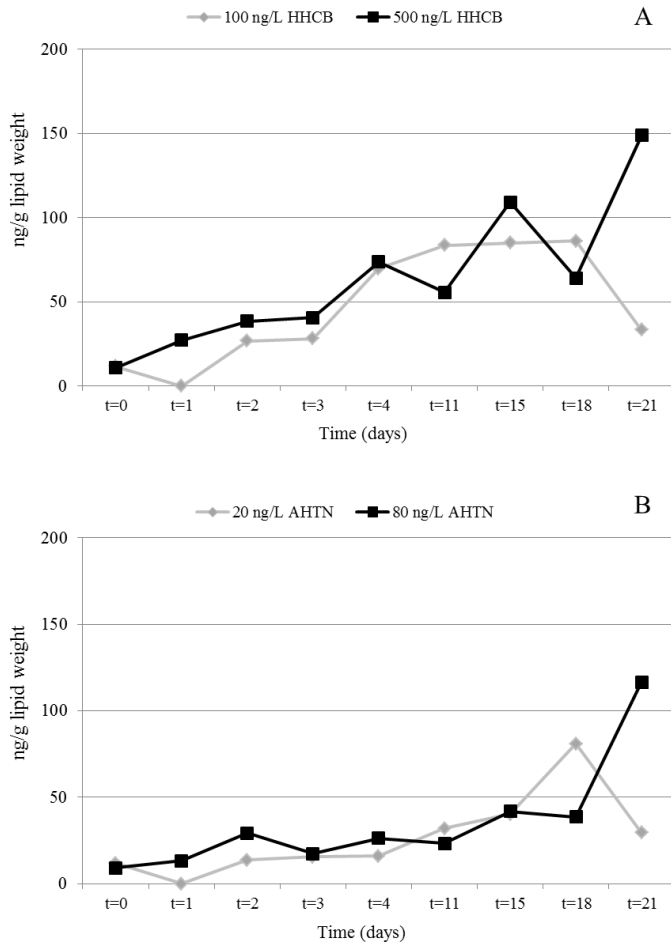 100 ng/L HHCB 500 ng/L HHCB A
200
150
100
50
0
ng/g lipid weight
t=0 t=1 t=2 t=3 t=4 t=11 t=15 t=18 t=21
Time (days)
20 ng/L AHTN 80 ng/L AHTN B
200
150
100
50
0
ng/g lipid weight
t=0 t=1 t=2 t=3 t=4 t=11 t=15 t=18 t=21
Time (days)